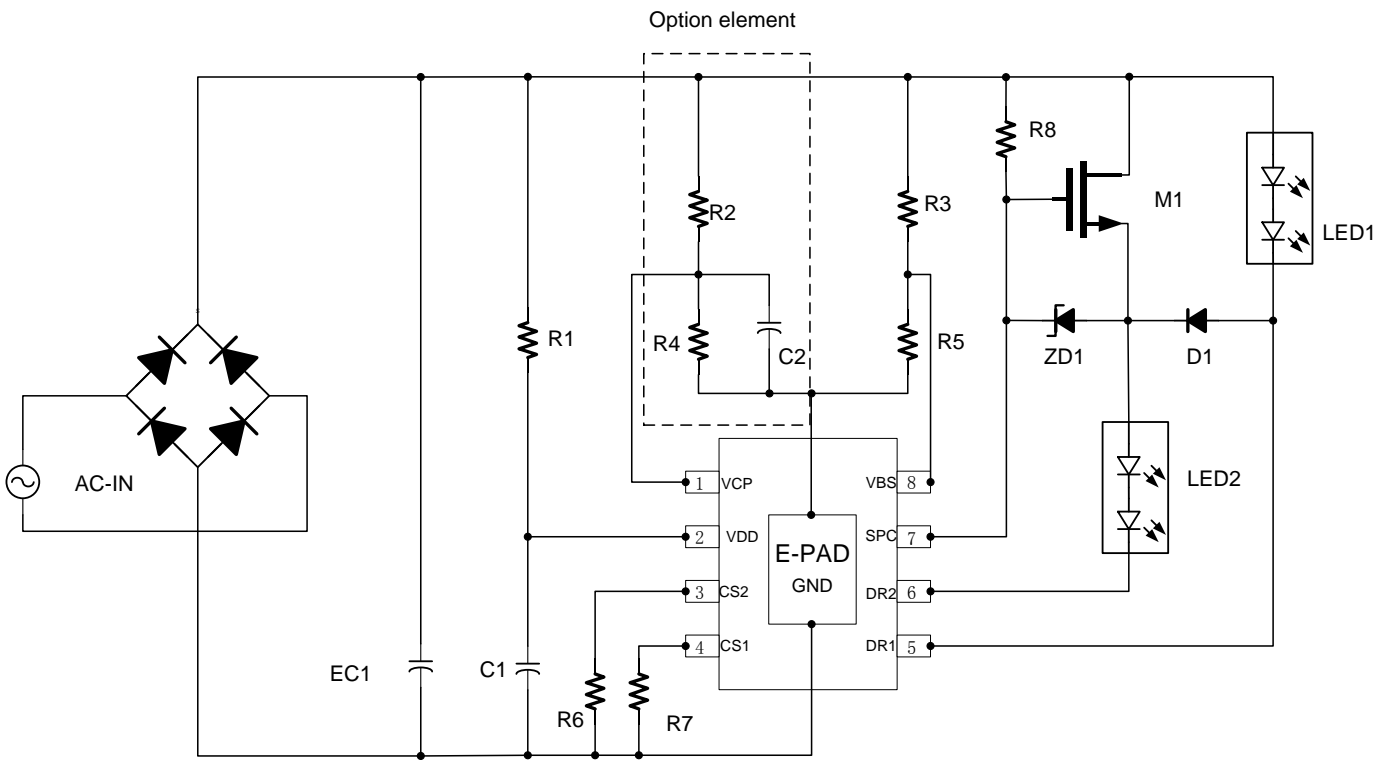 Option element
R8
R2
R3
M1
LED1
R1
R4
C2
R5
ZD1
D1
AC-IN
LED2
1 VCP
VBS 8
2 VDD
SPC 7
E-PAD
GND
3 CS2
DR2 6
4 CS1
DR1 5
EC1
C1
R6
R7